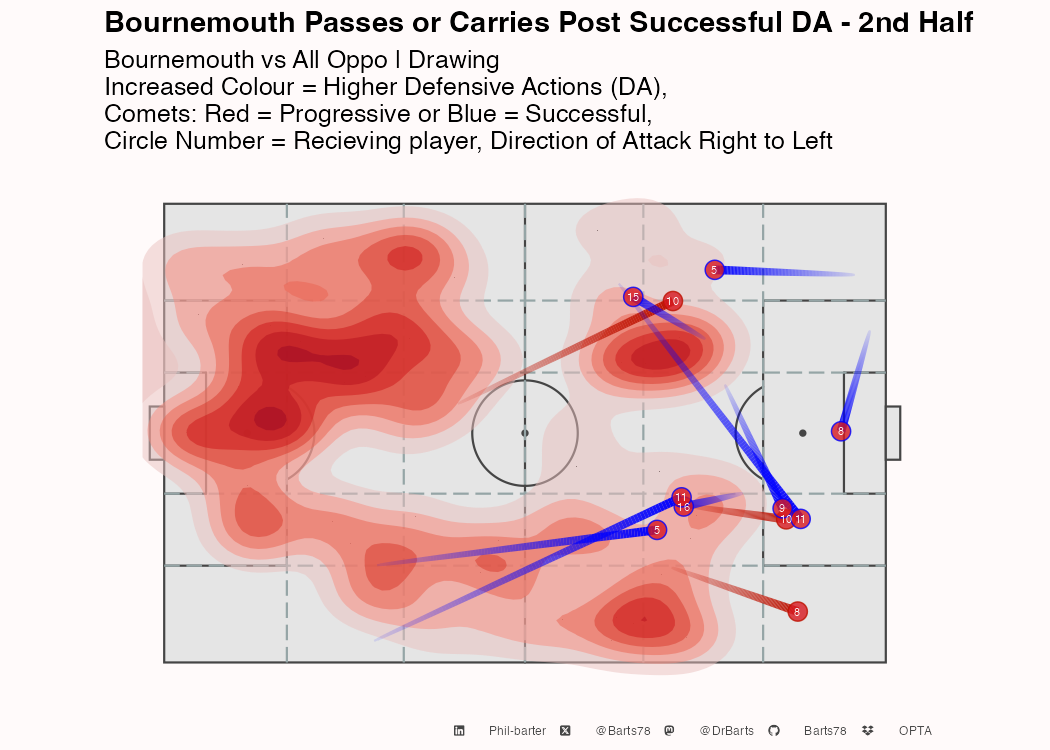 Bournemouth Passes or Carries Post Successful DA - 2nd Half
Bournemouth vs All Oppo | Drawing
Increased Colour = Higher Defensive Actions (DA),
Comets: Red = Progressive or Blue = Successful,
Circle Number = Recieving player, Direction of Attack Right to Left
5
15
10
8
11
16
9
10
11
5
8
Phil-barter @Barts78 @DrBarts Barts78 OPTA